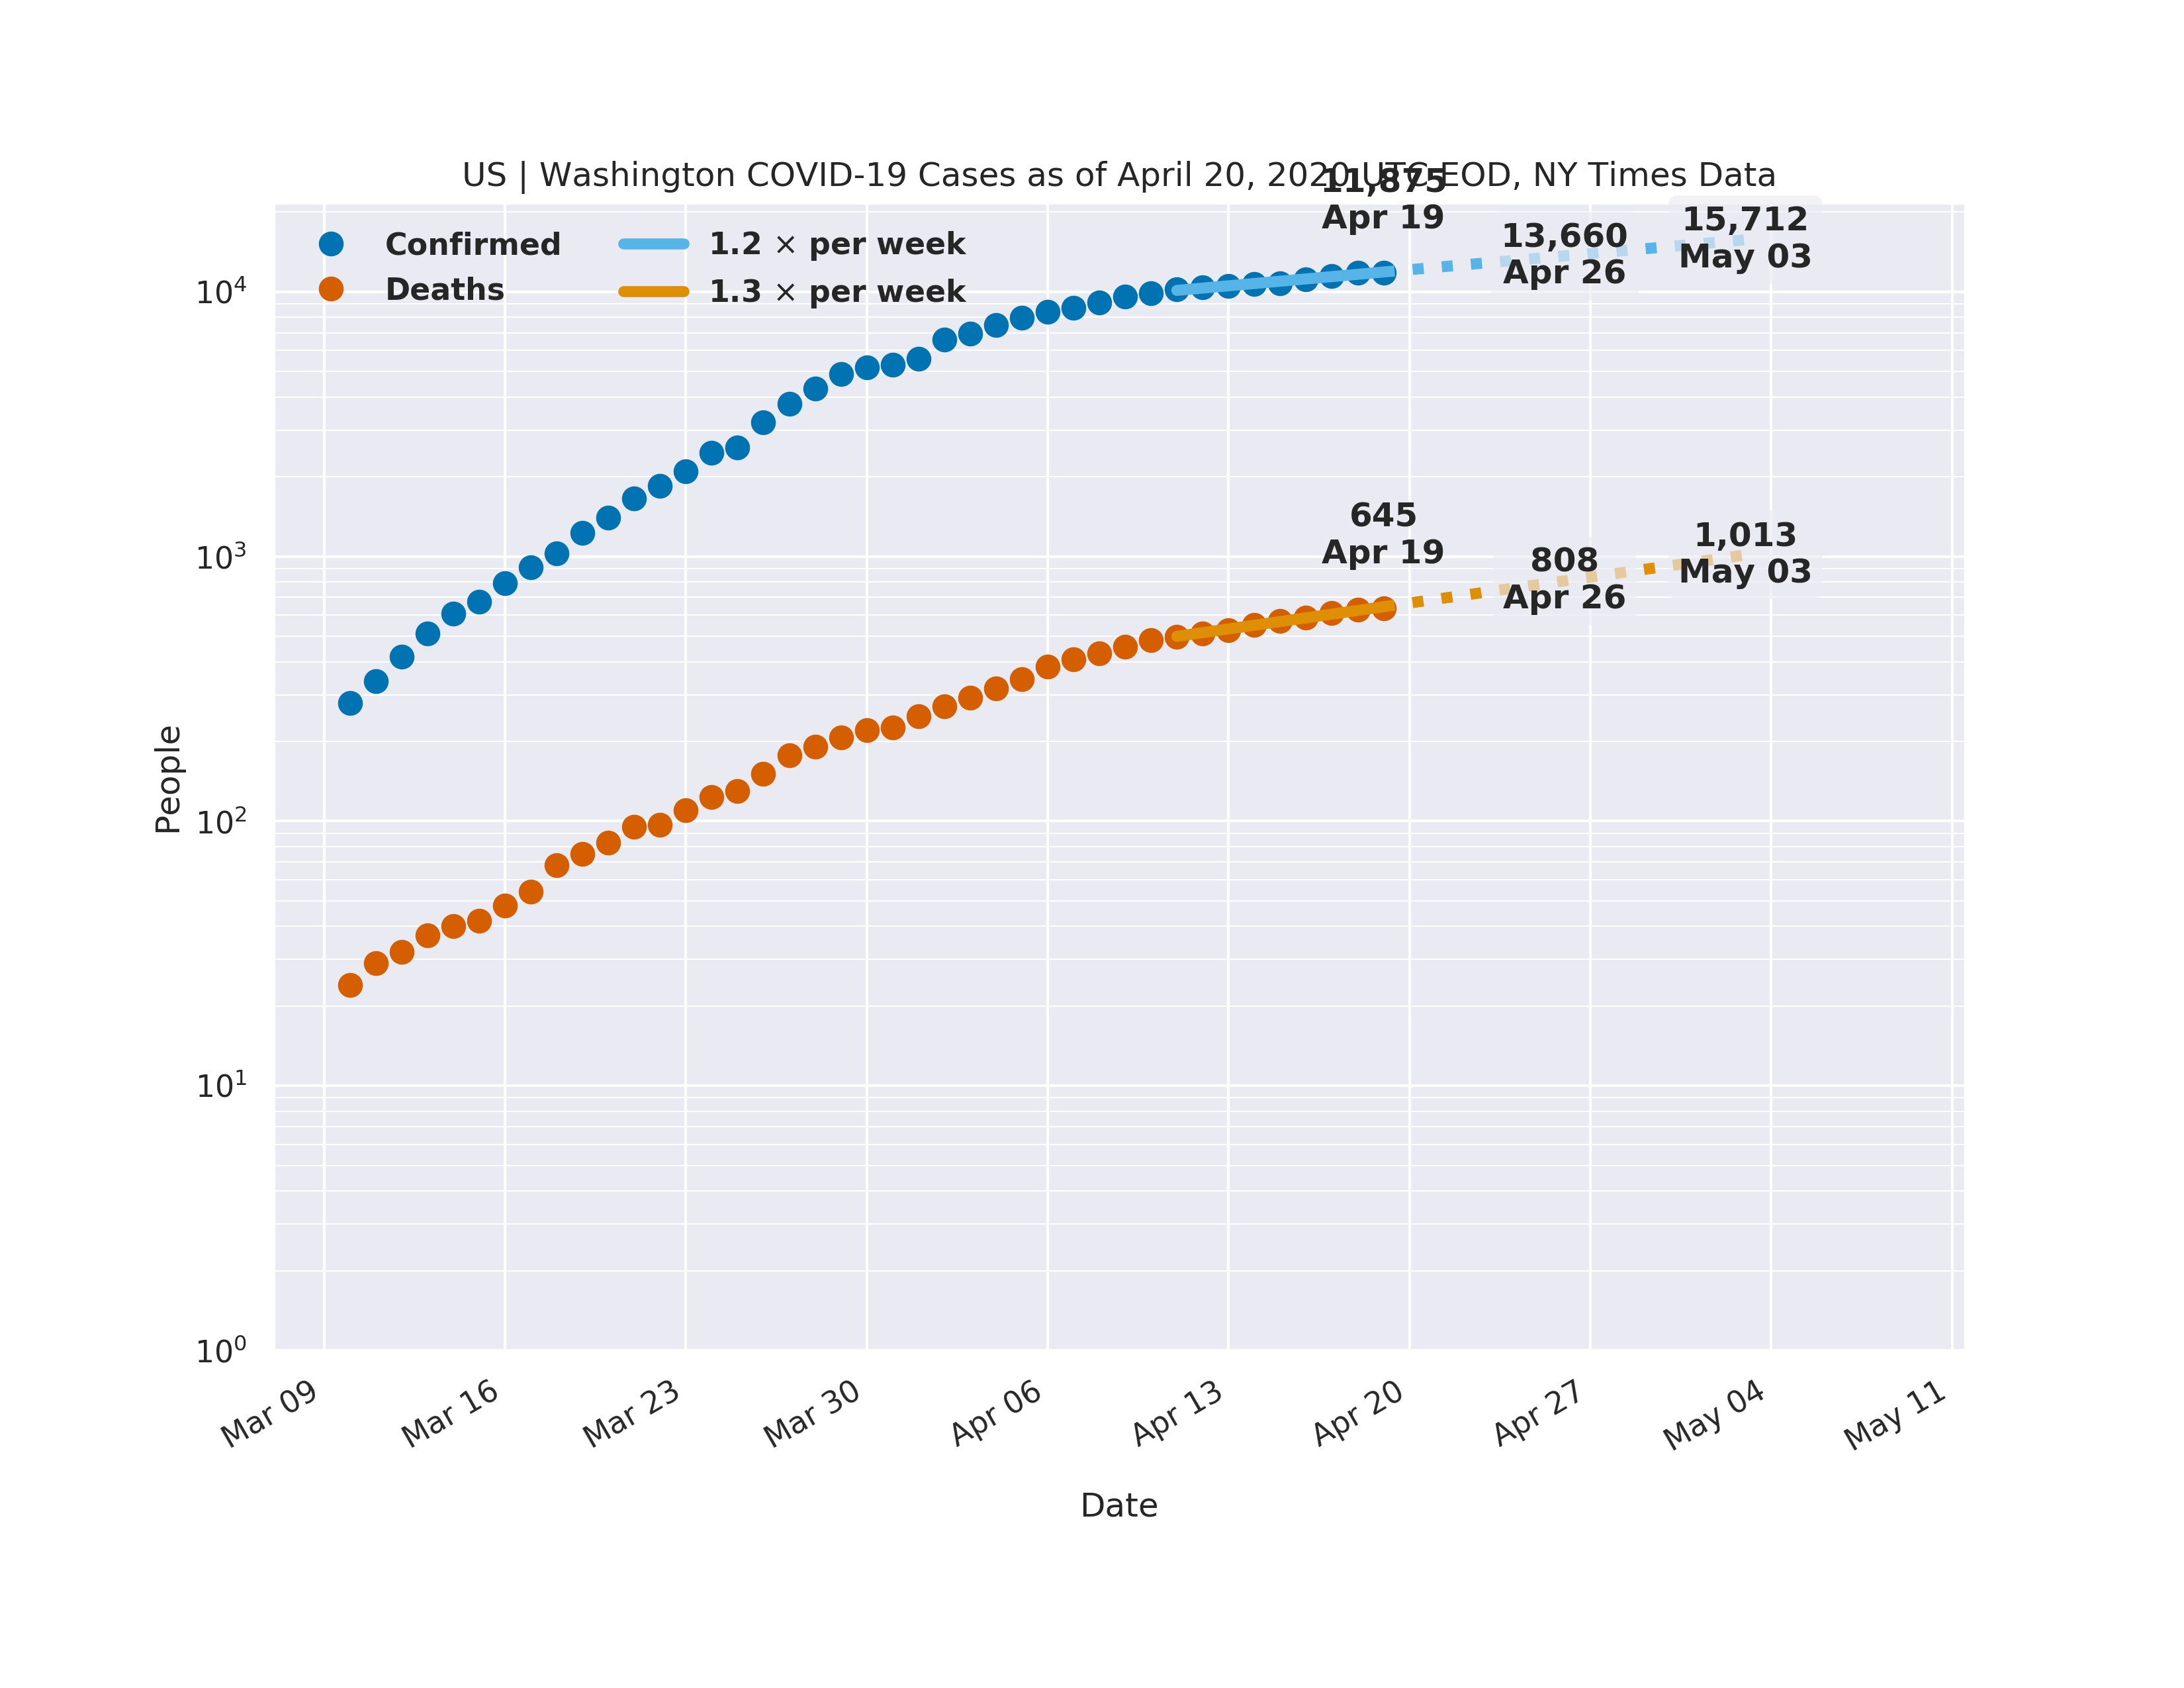 US | Washington COVID-19 Cases as of April 20, 2020 UTC EOD, NY Times Data
11,875
Apr 19
13,660
Apr 26
15,712
May 03
Confirmed
Deaths
1.2 × per week
1.3 × per week
645
Apr 19
808
Apr 26
1,013
May 03
People
10⁴
10³
10²
10¹
10⁰
Mar 09
Mar 16
Mar 23
Mar 30
Apr 06
Apr 13
Apr 20
Apr 27
May 04
May 11
Date